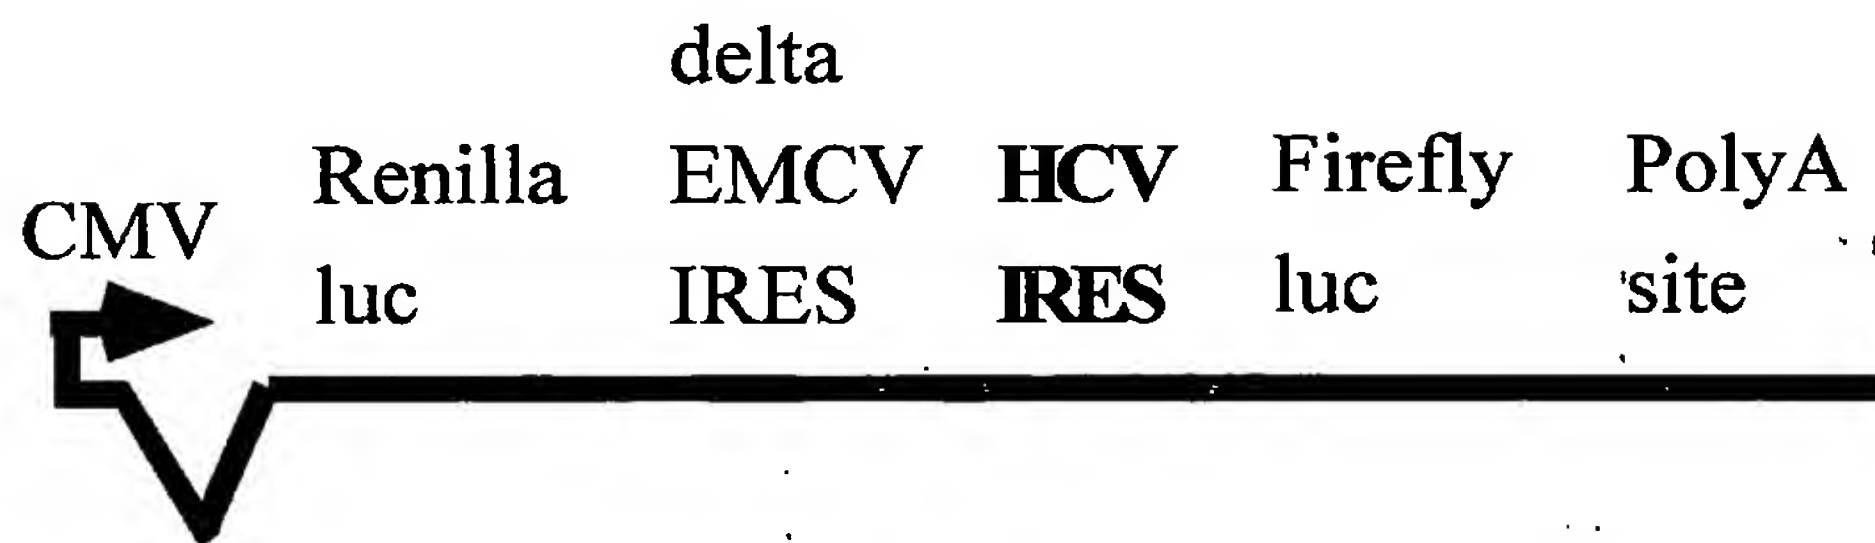 delta
Renilla EMCV HCV Firefly PolyA
CMV
luc IRES IRES luc site